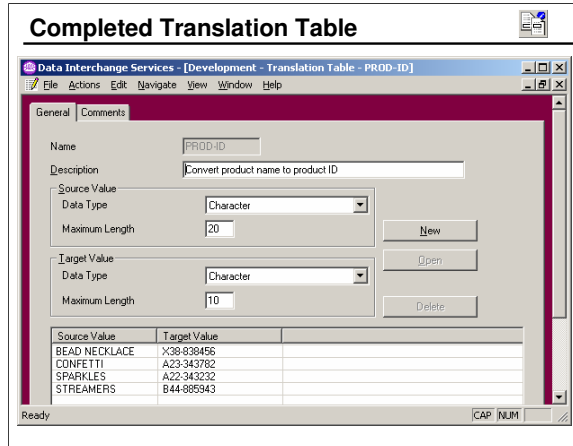 Completed Translation Table
Data Interchange Services - [Development - Translation Table - PROD-ID]
File Actions Edit Navigate View Window Help
General Comments
Name PROD-ID
Description Convert product name to product ID
Source Value
Data Type Character
Maximum Length 20
New
Target Value
Open
Data Type Character
Maximum Length 10
Delete
Source Value Target Value
BEAD NECKLACE X38-838456
CONFETTI A23-343782
SPARKLES A22-343232
STREAMERS B44-885943
Ready CAP NUM